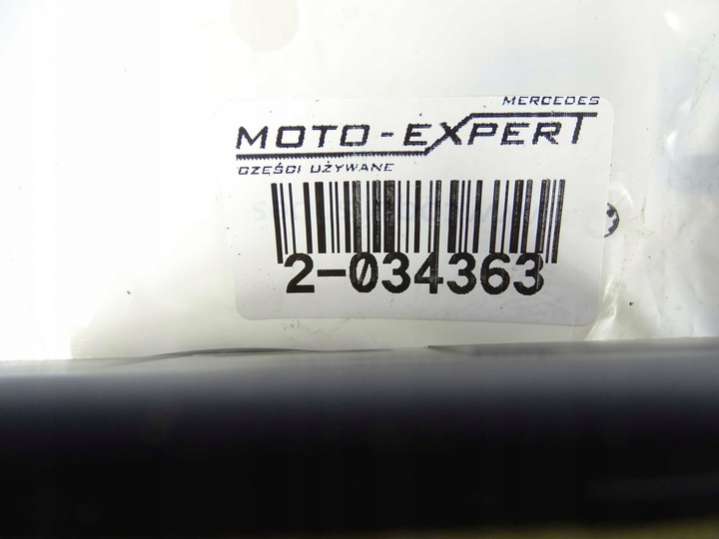 MERCEDES
MOTO-EXPERT
CZĘŚCI UŻYWANE
2-034363